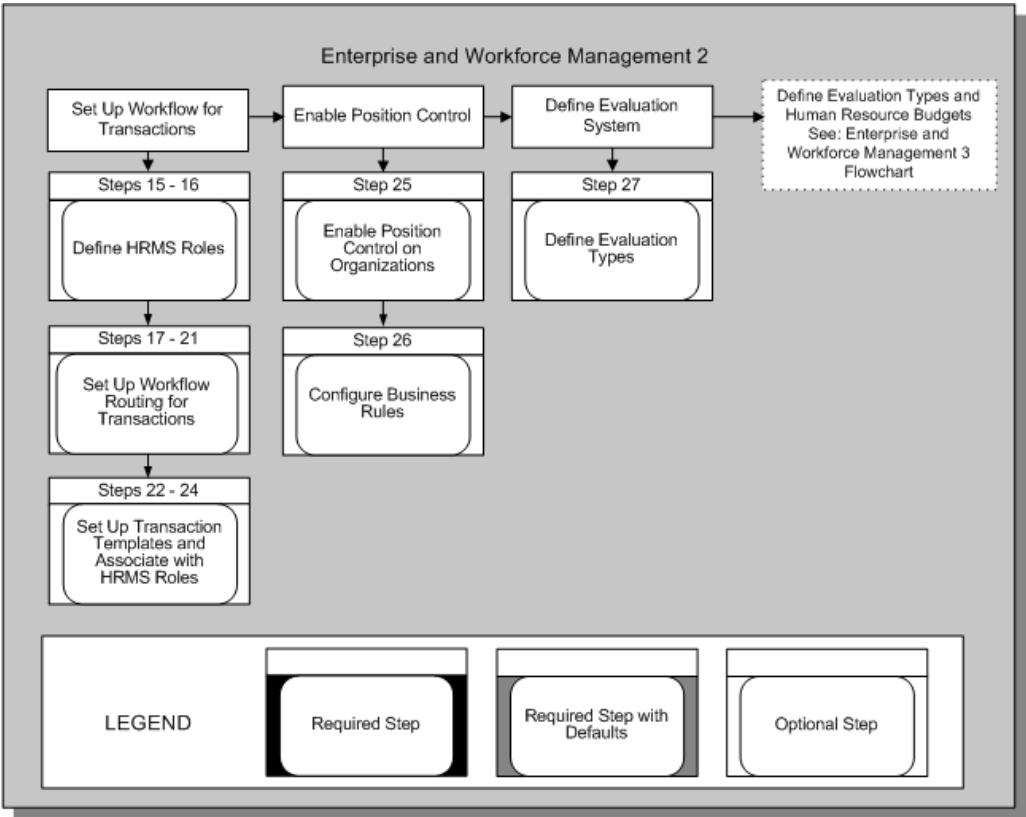 Enterprise and Workforce Management 2
Set Up Workflow for
Transactions
Enable Position Control
Define Evaluation
System
Define Evaluation Types and
Human Resource Budgets
See: Enterprise and
Workforce Management 3
Flowchart
Steps 15 - 16
Define HRMS Roles
Steps 17 - 21
Set Up Workflow
Routing for
Transactions
Steps 22 - 24
Set Up Transaction
Templates and
Associate with
HRMS Roles
Step 25
Enable Position
Control on
Organizations
Step 26
Configure Business
Rules
Step 27
Define Evaluation
Types
LEGEND
Required Step
Required Step with
Defaults
Optional Step